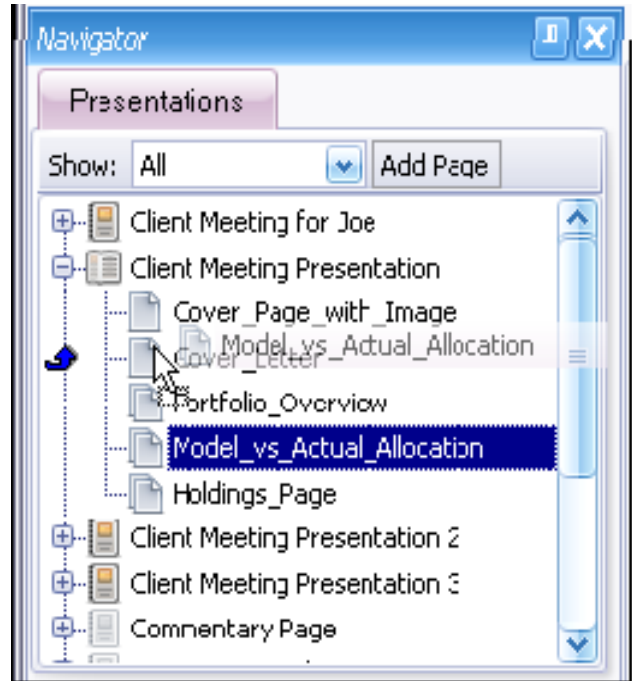 Navigator
Presentations
Show: All Add Page
Client Meeting for Joe
Client Meeting Presentation
Cover_Page_with_Image
Model_vs_Actual_Allocation
Cover_Letter
Portfolio_Overview
Model_vs_Actual_Allocation
Holdings_Page
Client Meeting Presentation 2
Client Meeting Presentation 3
Commentary Page